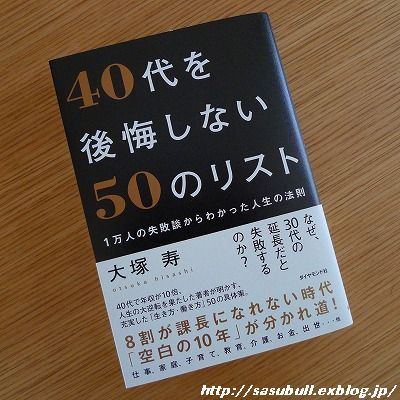 40代を
後悔しない
50のリスト
1万人の失敗談からわかった人生の法則
大塚 寿
otsuka hisashi
なぜ、
30代の
延長だと
失敗する
のか?
ダイヤモンド社
40代で年収が10倍、
人生の大逆転を果たした著者が明かす、
充実した「生き方・働き方」50の具体案。
8割が課長になれない時代
「空白の10年」が分かれ道!
仕事、家庭、子育て、教育、介護、お金、出世……他
http://sasubull.exblog.jp/